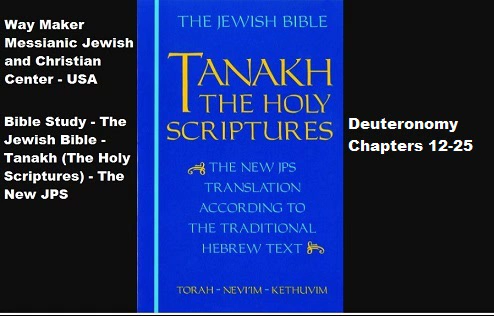 Way Maker
Messianic Jewish
and Christian
Center - USA
Bible Study - The
Jewish Bible -
Tanakh (The Holy
Scriptures) - The
New JPS
THE JEWISH BIBLE
TANAKH
THE HOLY
SCRIPTURES
THE NEW JPS
TRANSLATION
ACCORDING TO
THE TRADITIONAL
HEBREW TEXT
TORAH - NEVI'IM - KETHUVIM
Deuteronomy
Chapters 12-25